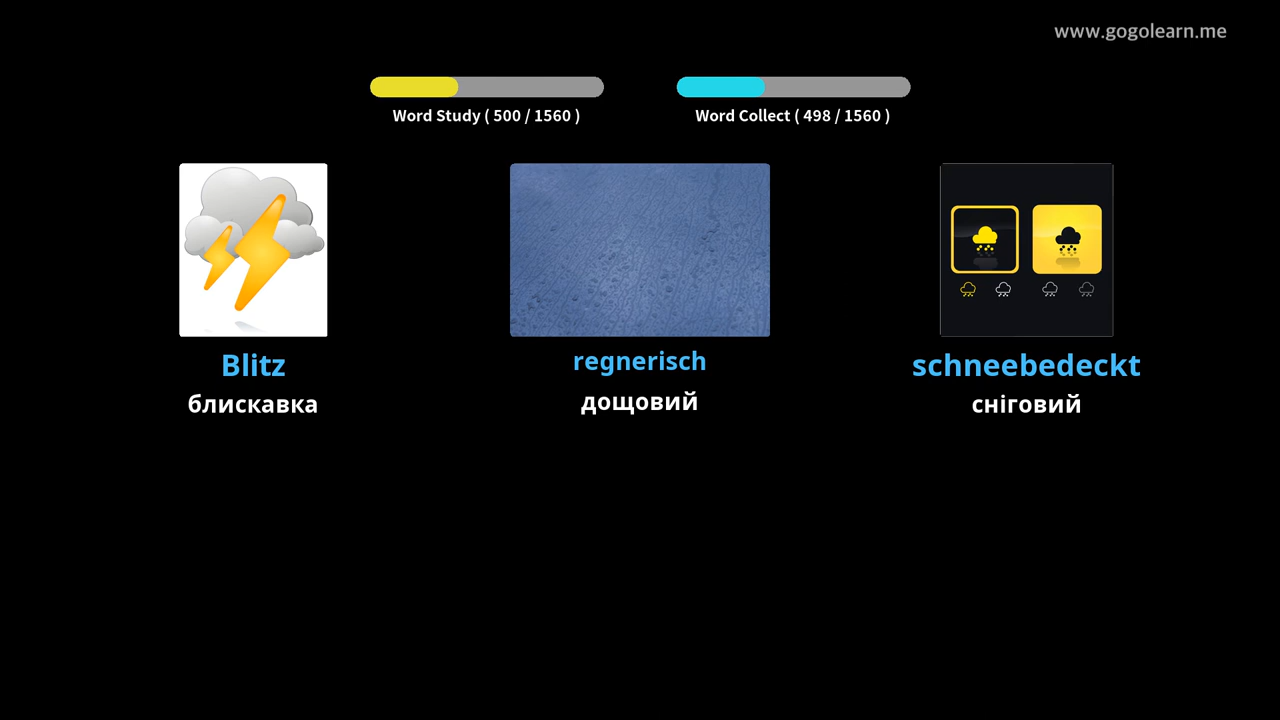 www.gogolearn.me
Word Study ( 500 / 1560 )
Word Collect ( 498 / 1560 )
Blitz
блискавка
regnerisch
дощовий
schneebedeckt
сніговий